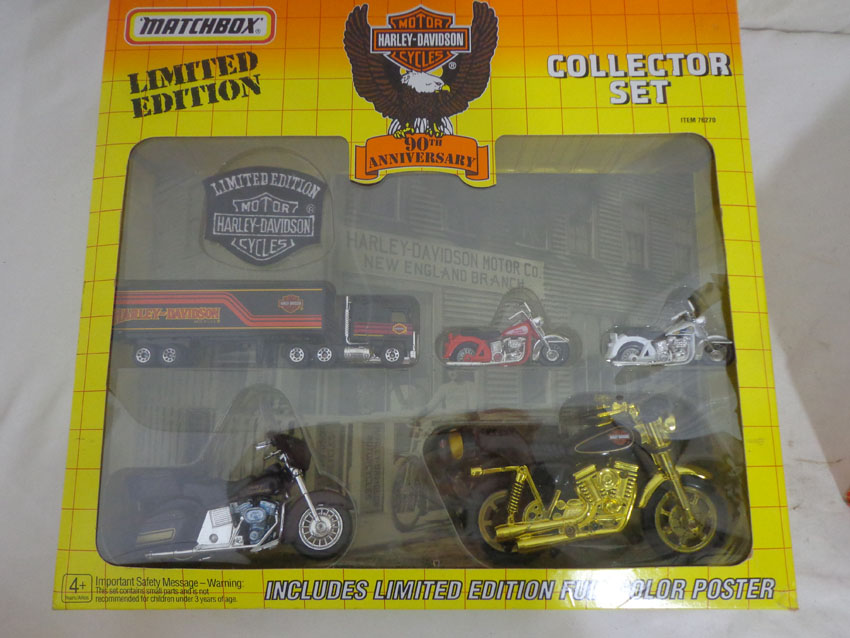 MATCHBOX
LIMITED
EDITION
MOTOR
HARLEY-DAVIDSON
CYCLES
®
90TH
ANNIVERSARY
COLLECTOR
SET
ITEM 76270
LIMITED EDITION
MOTOR
®
HARLEY-DAVIDSON
CYCLES
HARLEY-DAVIDSON MOTOR Co.
NEW ENGLAND BRANCH
HARLEY-DAVIDSON
4+
Important Safety Message – Warning:
This set contains small parts and is not
recommended for children under 3 years of age.
INCLUDES LIMITED EDITION FULL COLOR POSTER